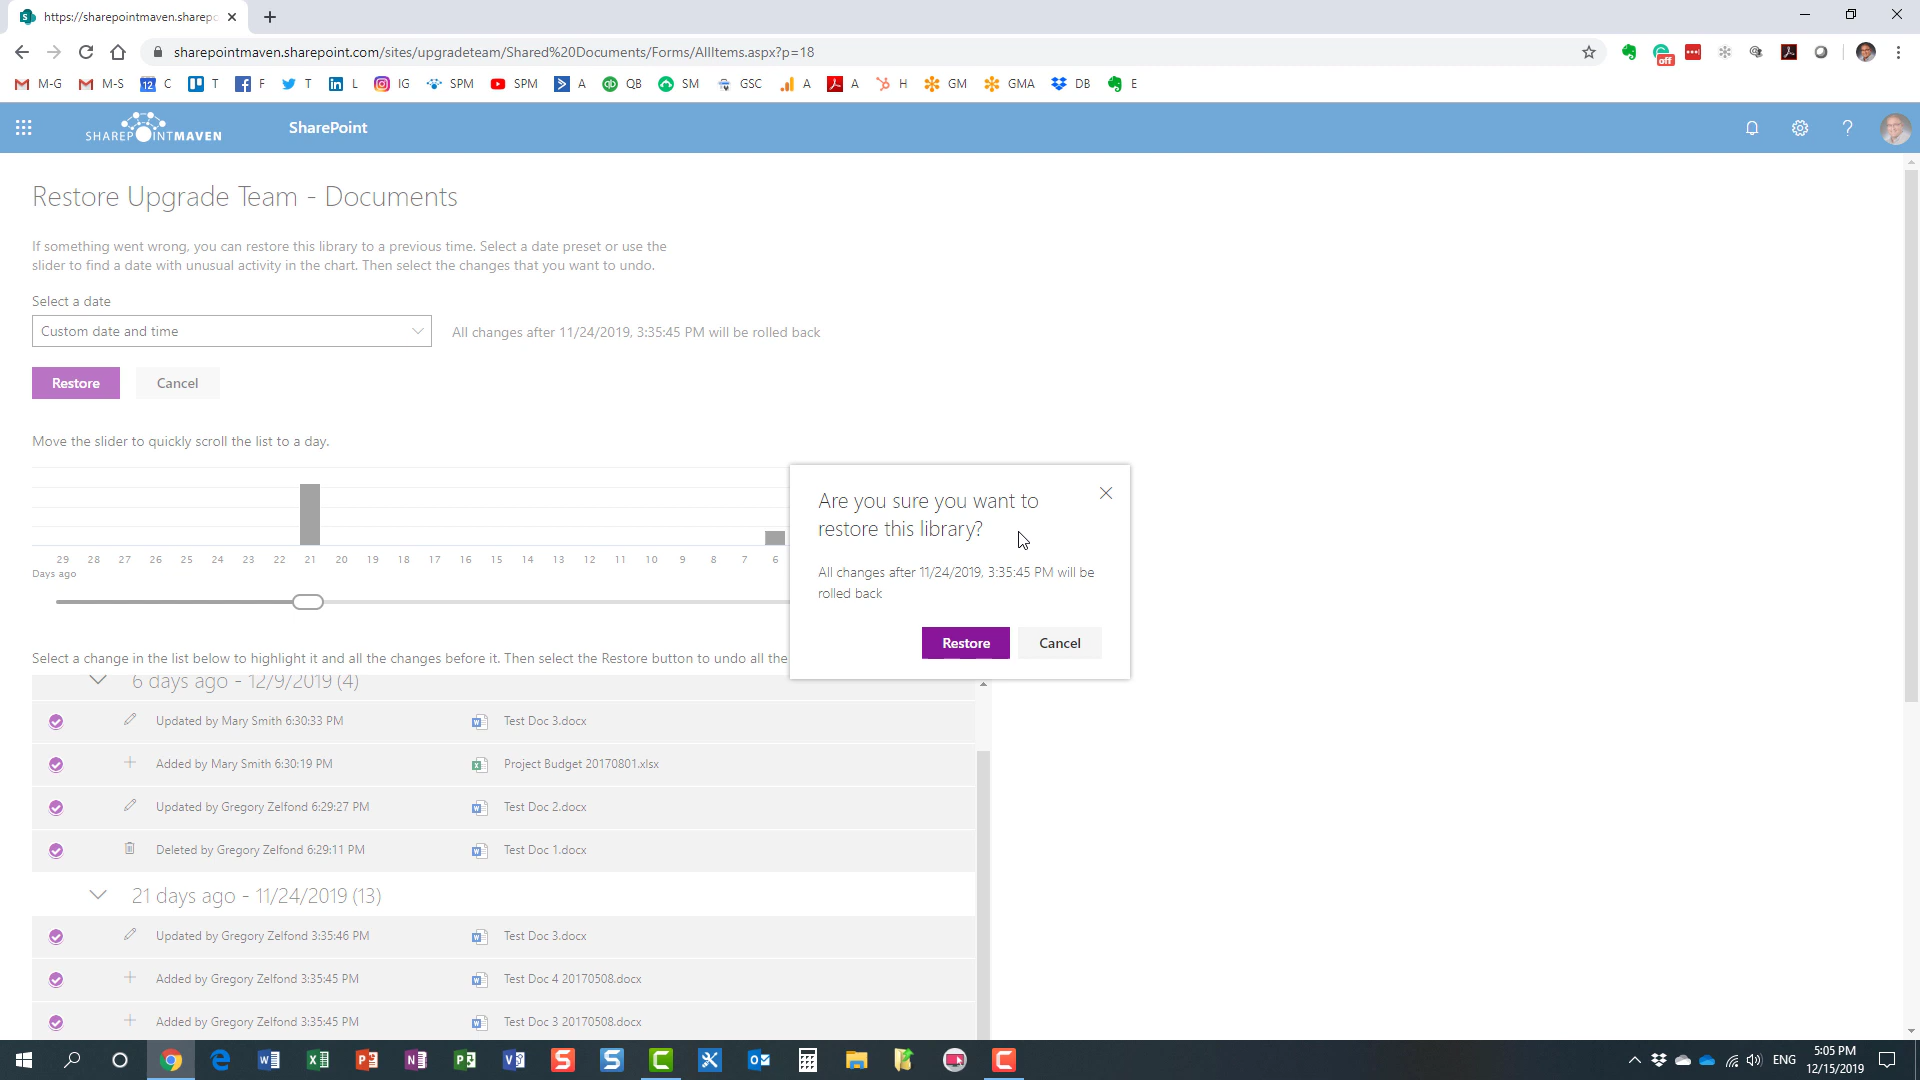 https://sharepointmaven.sharepo
sharepointmaven.sharepoint.com/sites/upgradeteam/Shared%20Documents/Forms/AllItems.aspx?p=18
off
M-G
M-S
12
C
T
F
T
L
IG
SPM
SPM
A
QB
SM
GSC
A
A
H
GM
GMA
DB
E
SHAREPOINTMAVEN
SharePoint
?
Restore Upgrade Team - Documents
If something went wrong, you can restore this library to a previous time. Select a date preset or use the
slider to find a date with unusual activity in the chart. Then select the changes that you want to undo.
Select a date
Custom date and time
All changes after 11/24/2019, 3:35:45 PM will be rolled back
Restore
Cancel
Move the slider to quickly scroll the list to a day.
29 28 27 26 25 24 23 22 21 20 19 18 17 16 15 14 13 12 11 10 9 8 7 6
Days ago
Are you sure you want to
restore this library?
All changes after 11/24/2019, 3:35:45 PM will be
rolled back
Restore
Cancel
Select a change in the list below to highlight it and all the changes before it. Then select the Restore button to undo all the
6 days ago - 12/9/2019 (4)
Updated by Mary Smith 6:30:33 PM
Test Doc 3.docx
Added by Mary Smith 6:30:19 PM
Project Budget 20170801.xlsx
Updated by Gregory Zelfond 6:29:27 PM
Test Doc 2.docx
Deleted by Gregory Zelfond 6:29:11 PM
Test Doc 1.docx
21 days ago - 11/24/2019 (13)
Updated by Gregory Zelfond 3:35:46 PM
Test Doc 3.docx
Added by Gregory Zelfond 3:35:45 PM
Test Doc 4 20170508.docx
Added by Gregory Zelfond 3:35:45 PM
Test Doc 3 20170508.docx
ENG
5:05 PM
12/15/2019